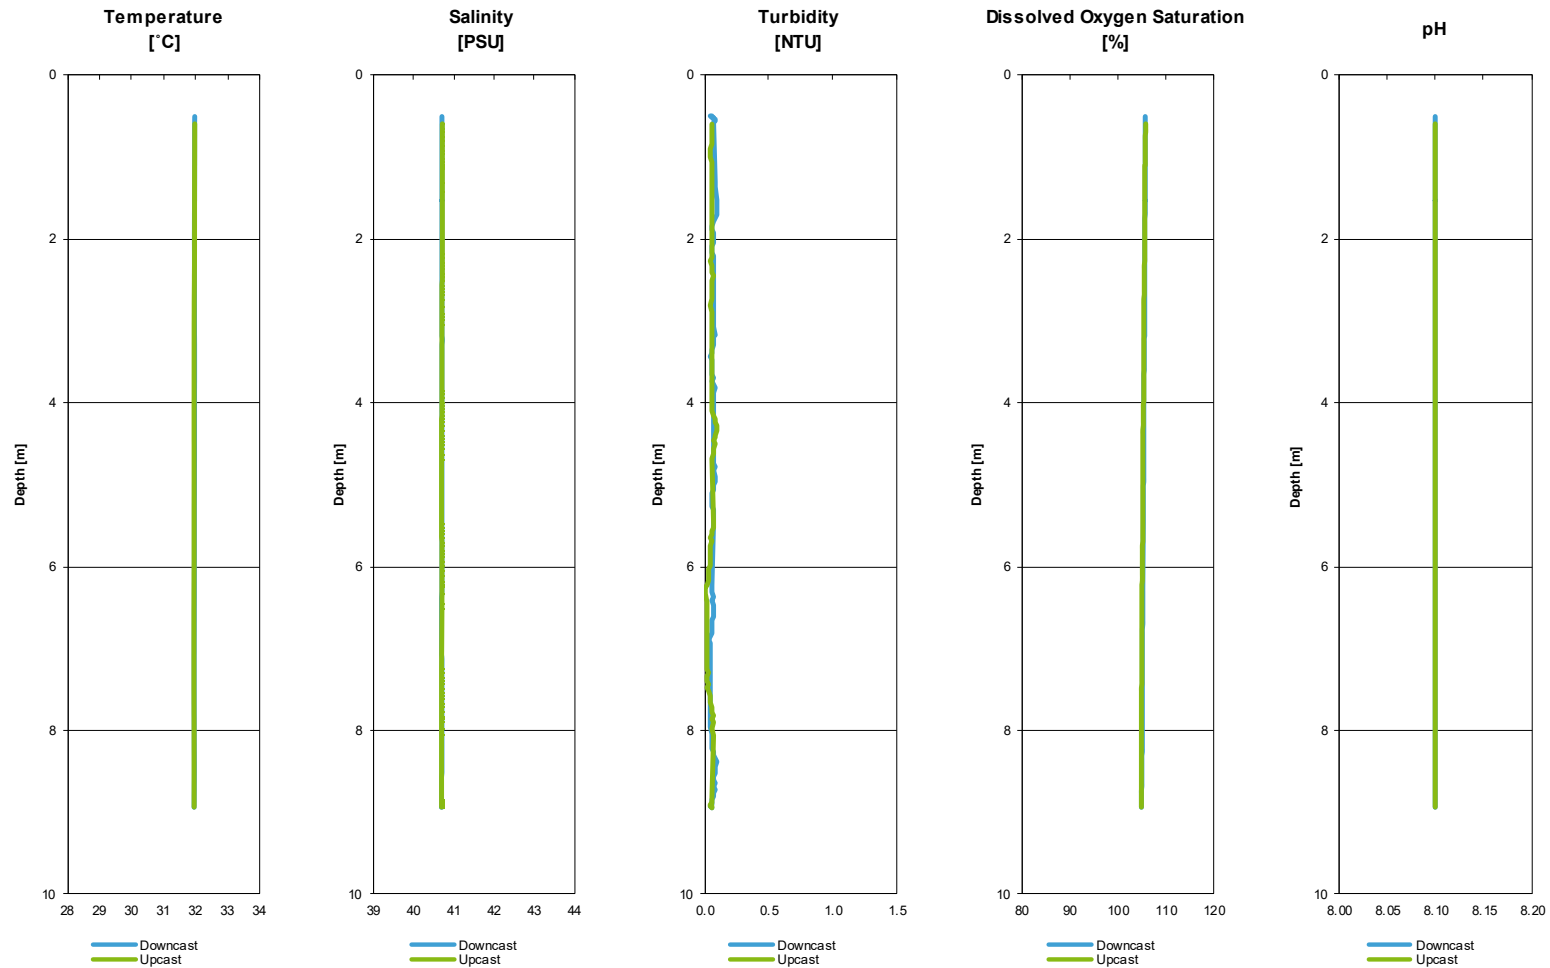 Temperature
[˚C]
0
2
4
6
8
10
Depth [m]
28 29 30 31 32 33 34
Downcast
Upcast
Salinity
[PSU]
0
2
4
6
8
10
Depth [m]
39 40 41 42 43 44
Downcast
Upcast
Turbidity
[NTU]
0
2
4
6
8
10
Depth [m]
0.0 0.5 1.0 1.5
Downcast
Upcast
Dissolved Oxygen Saturation
[%]
0
2
4
6
8
10
Depth [m]
80 90 100 110 120
Downcast
Upcast
pH
0
2
4
6
8
10
Depth [m]
8.00 8.05 8.10 8.15 8.20
Downcast
Upcast